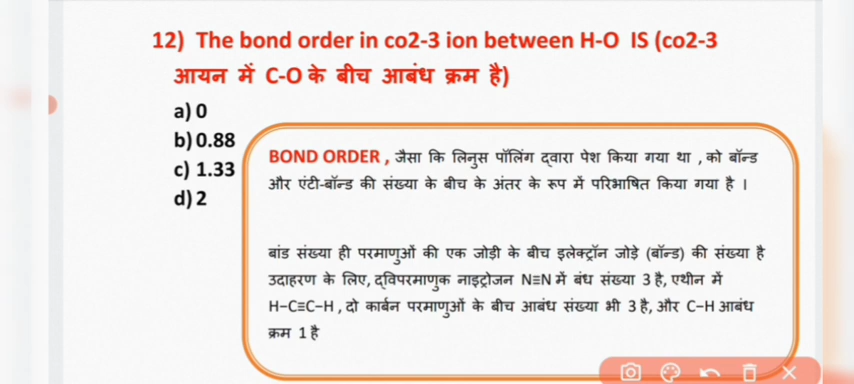 12) The bond order in co2-3 ion between H-O IS (co2-3
आयन में C-O के बीच आबंध क्रम है)
a) 0
b) 0.88
c) 1.33
d) 2
BOND ORDER , जैसा कि लिनुस पॉलिंग द्वारा पेश किया गया था , को बॉन्ड
और एंटी-बॉन्ड की संख्या के बीच के अंतर के रूप में परिभाषित किया गया है ।
बांड संख्या ही परमाणुओं की एक जोड़ी के बीच इलेक्ट्रॉन जोड़े (बॉन्ड) की संख्या है
उदाहरण के लिए, द्विपरमाणुक नाइट्रोजन N≡N में बंध संख्या 3 है, एथीन में
H−C≡C−H , दो कार्बन परमाणुओं के बीच आबंध संख्या भी 3 है, और C−H आबंध
क्रम 1 है